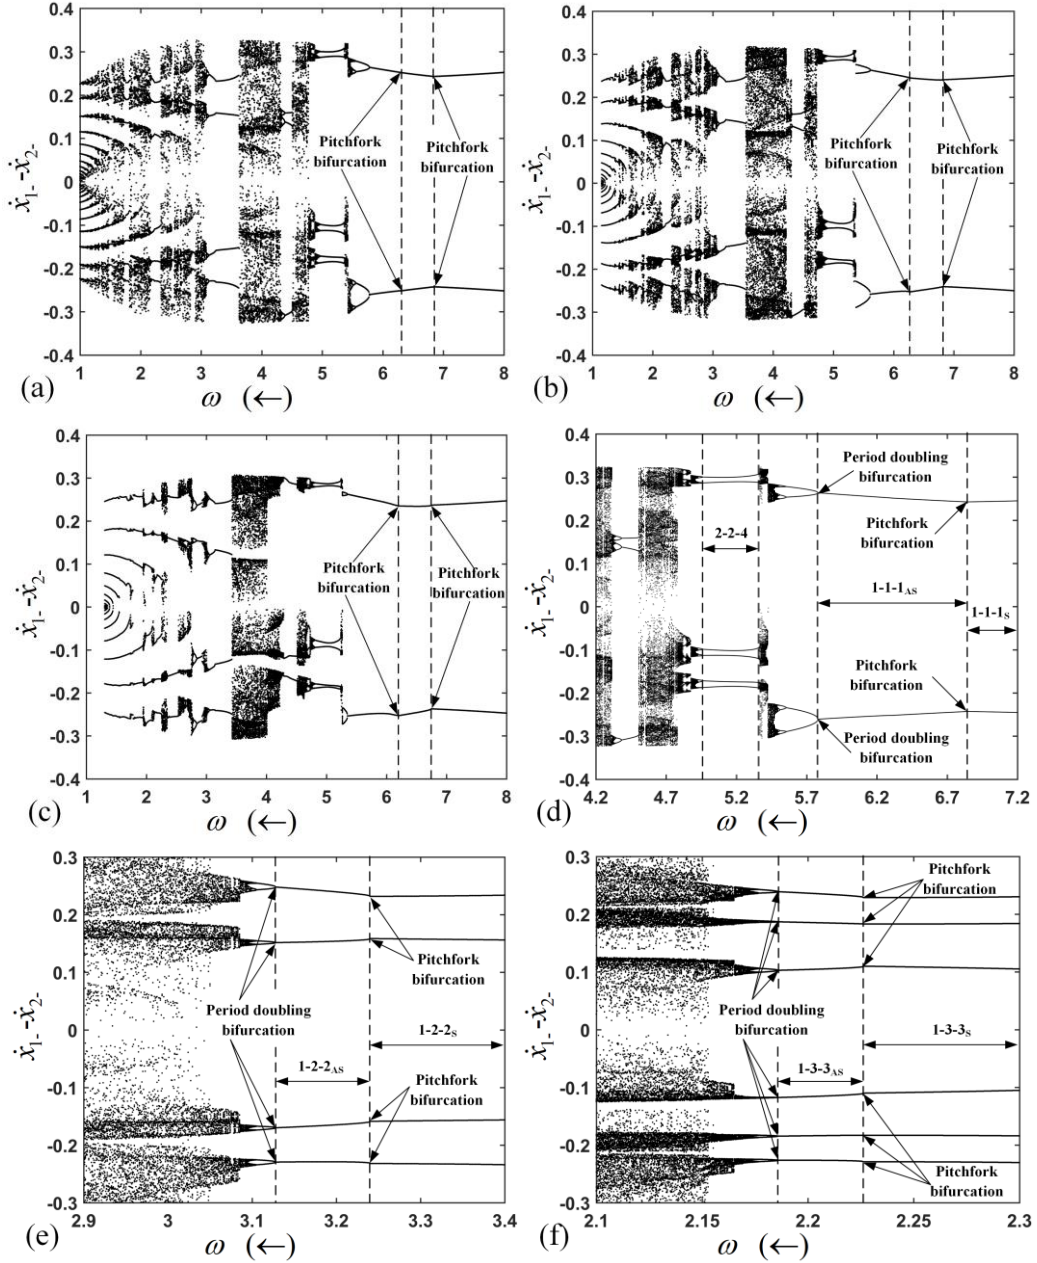 0.4
0.3
0.2
0.1
0
-0.1
-0.2
-0.3
-0.4
ẋ1- -ẋ2-
Pitchfork
bifurcation
Pitchfork
bifurcation
1 2 3 4 5 6 7 8
(a) ω (←)
0.4
0.3
0.2
0.1
0
-0.1
-0.2
-0.3
-0.4
Pitchfork
bifurcation
Pitchfork
bifurcation
1 2 3 4 5 6 7 8
(b) ω (←)
0.4
0.3
0.2
0.1
0
-0.1
-0.2
-0.3
-0.4
ẋ1- -ẋ2-
Pitchfork
bifurcation
Pitchfork
bifurcation
1 2 3 4 5 6 7 8
(c) ω (←)
0.4
0.3
0.2
0.1
0
-0.1
-0.2
-0.3
-0.4
ẋ1- -ẋ2-
Period doubling
bifurcation
Pitchfork
bifurcation
2-2-4
1-1-1AS
1-1-1S
Pitchfork
bifurcation
Period doubling
bifurcation
4.2 4.7 5.2 5.7 6.2 6.7 7.2
(d) ω (←)
0.3
0.2
0.1
0
-0.1
-0.2
-0.3
ẋ1- -ẋ2-
Pitchfork
bifurcation
Period doubling
bifurcation
1-2-2S
1-2-2AS
Pitchfork
bifurcation
2.9 3 3.1 3.2 3.3 3.4
(e) ω (←)
0.3
0.2
0.1
0
-0.1
-0.2
-0.3
ẋ1- -ẋ2-
Pitchfork
bifurcation
Period doubling
bifurcation
1-3-3S
1-3-3AS
Pitchfork
bifurcation
2.1 2.15 2.2 2.25 2.3
(f) ω (←)